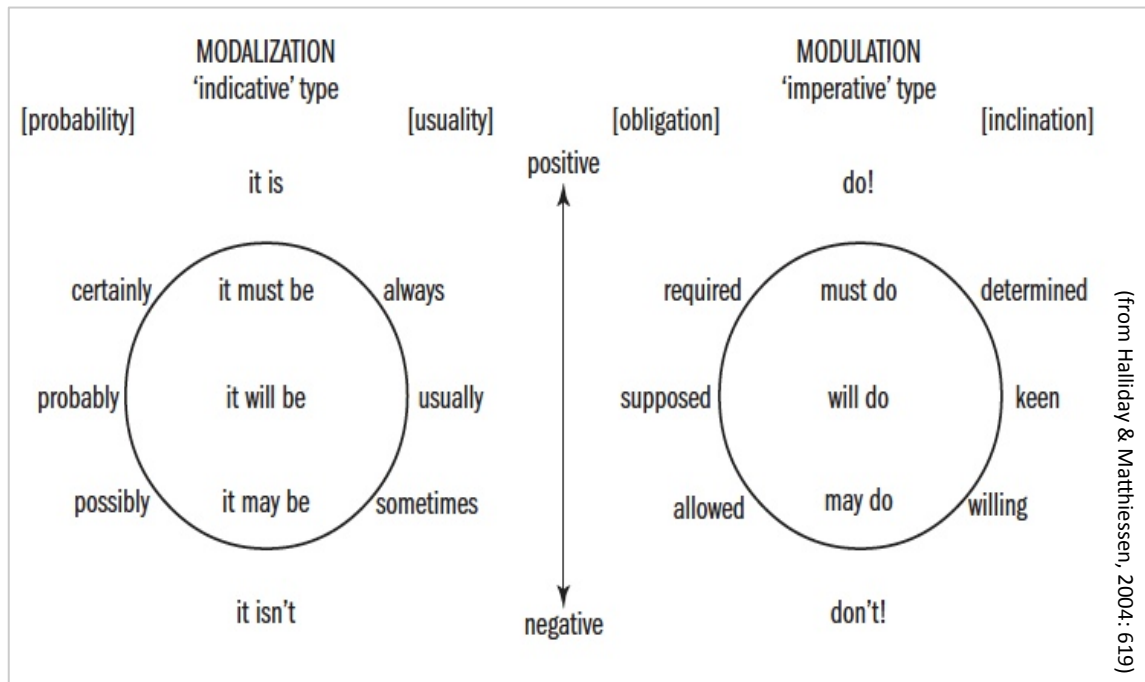 MODALIZATION
'indicative' type
[probability]
[usuality]
it is
certainly
it must be
always
probably
it will be
usually
possibly
it may be
sometimes
it isn't
positive
negative
MODULATION
'imperative' type
[obligation]
[inclination]
do!
required
must do
determined
supposed
will do
keen
allowed
may do
willing
don't!
(from Halliday & Matthiessen, 2004: 619)